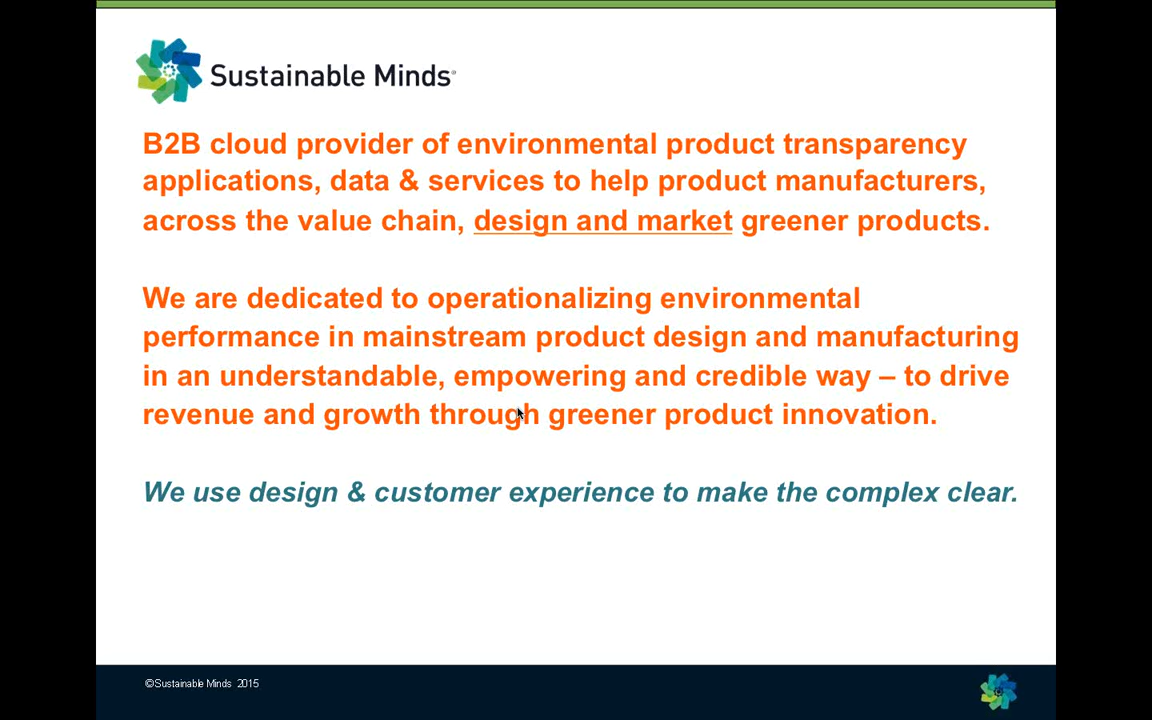 Sustainable Minds®
B2B cloud provider of environmental product transparency
applications, data & services to help product manufacturers,
across the value chain, design and market greener products.
We are dedicated to operationalizing environmental
performance in mainstream product design and manufacturing
in an understandable, empowering and credible way – to drive
revenue and growth through greener product innovation.
We use design & customer experience to make the complex clear.
©Sustainable Minds 2015